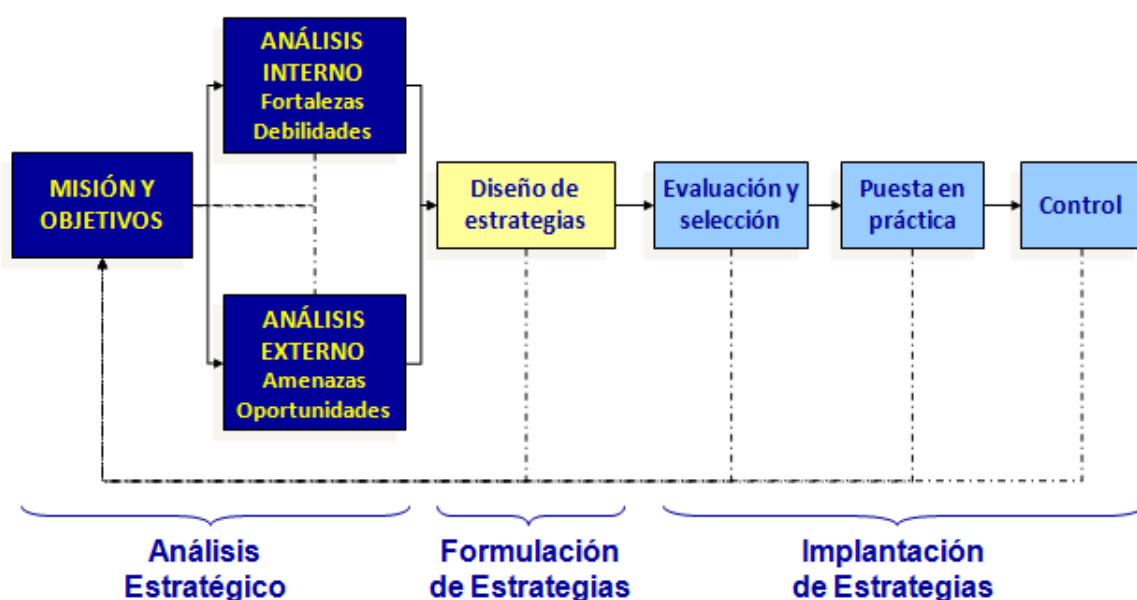 MISIÓN Y
OBJETIVOS
ANÁLISIS
INTERNO
Fortalezas
Debilidades
ANÁLISIS
EXTERNO
Amenazas
Oportunidades
Diseño de
estrategias
Evaluación y
selección
Puesta en
práctica
Control
Análisis
Estratégico
Formulación
de Estrategias
Implantación
de Estrategias